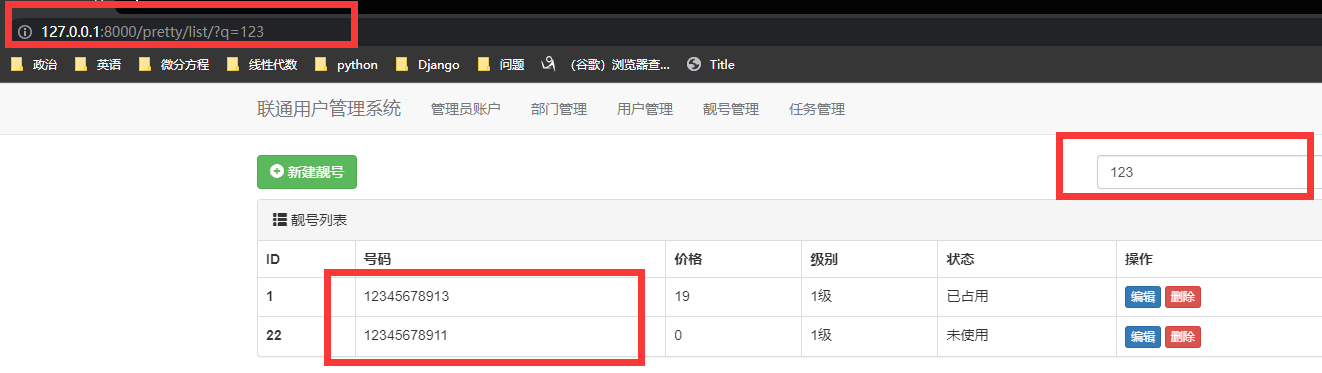 127.0.0.1:8000/pretty/list/?q=123
政治 英语 微分方程 线性代数 python Django 问题 （谷歌）浏览器查... Title
联通用户管理系统 管理员账户 部门管理 用户管理 靓号管理 任务管理
新建靓号 123
靓号列表
ID 号码 价格 级别 状态 操作
1 12345678913 19 1级 已占用 编辑 删除
22 12345678911 0 1级 未使用 编辑 删除